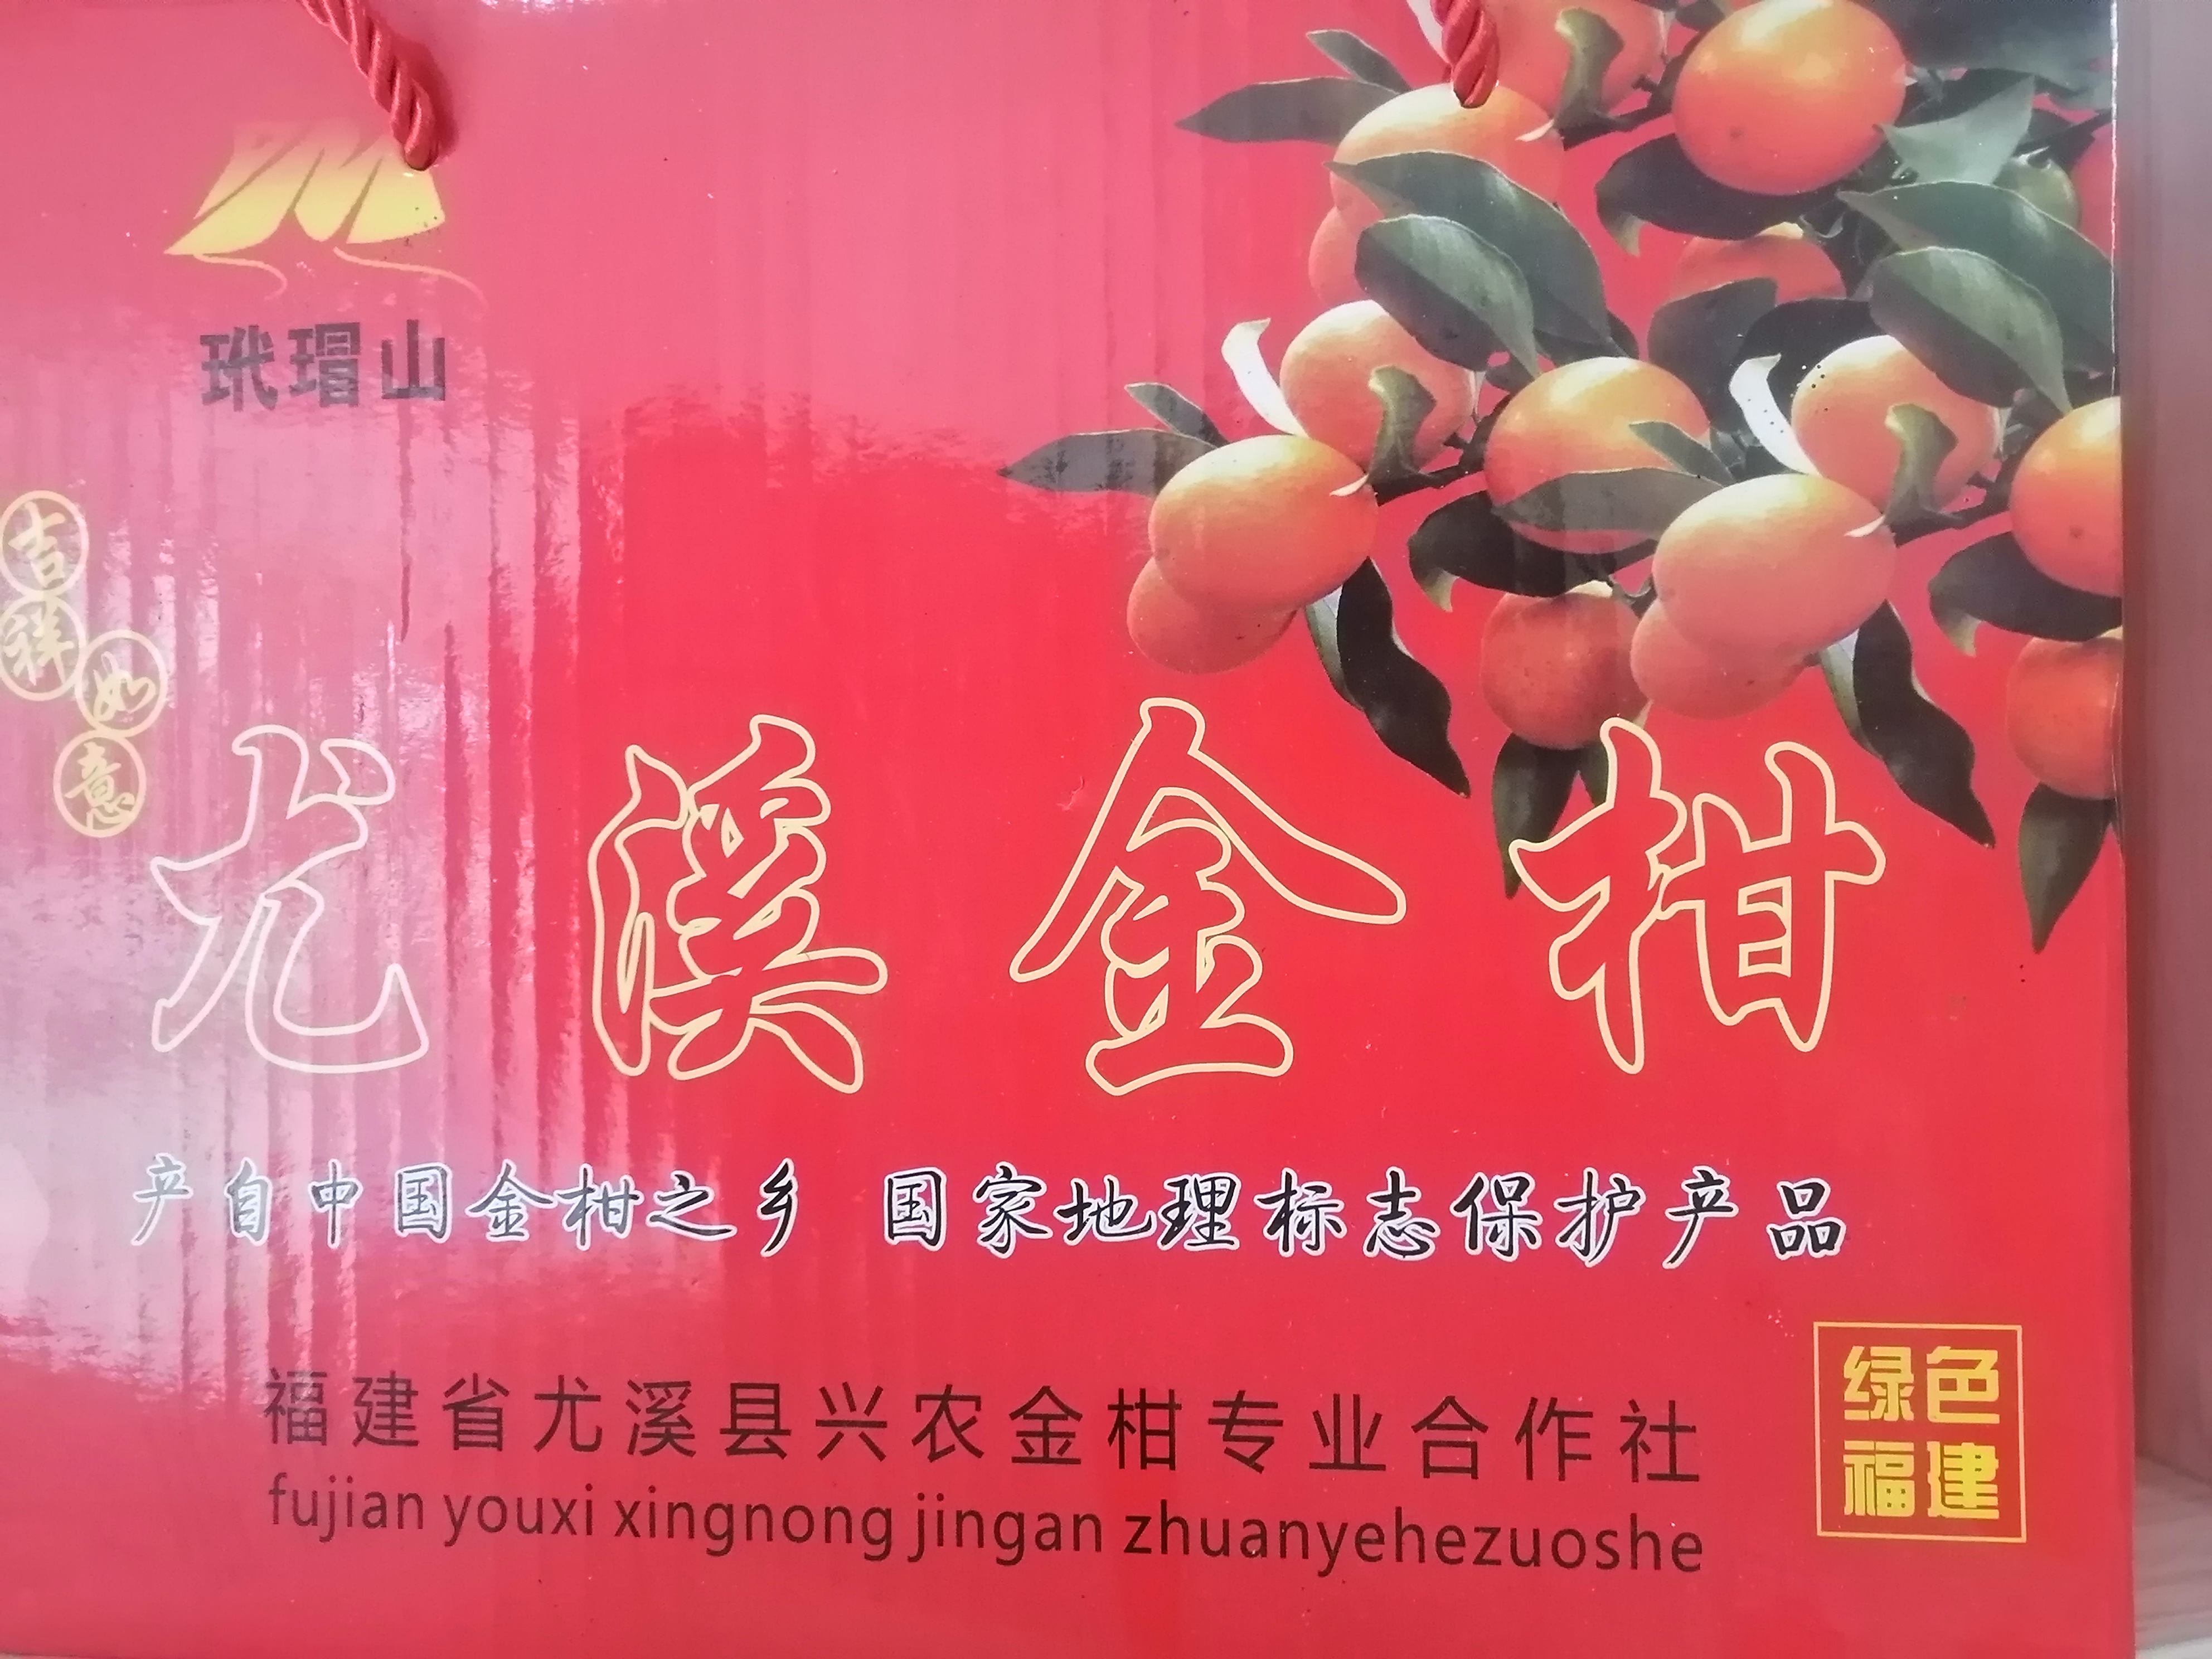 玳瑁山
吉祥如意
尤溪金柑
产自中国金柑之乡 国家地理标志保护产品
福建省尤溪县兴农金柑专业合作社
fujian youxi xingnong jingan zhuanyehezuoshe
绿色
福建